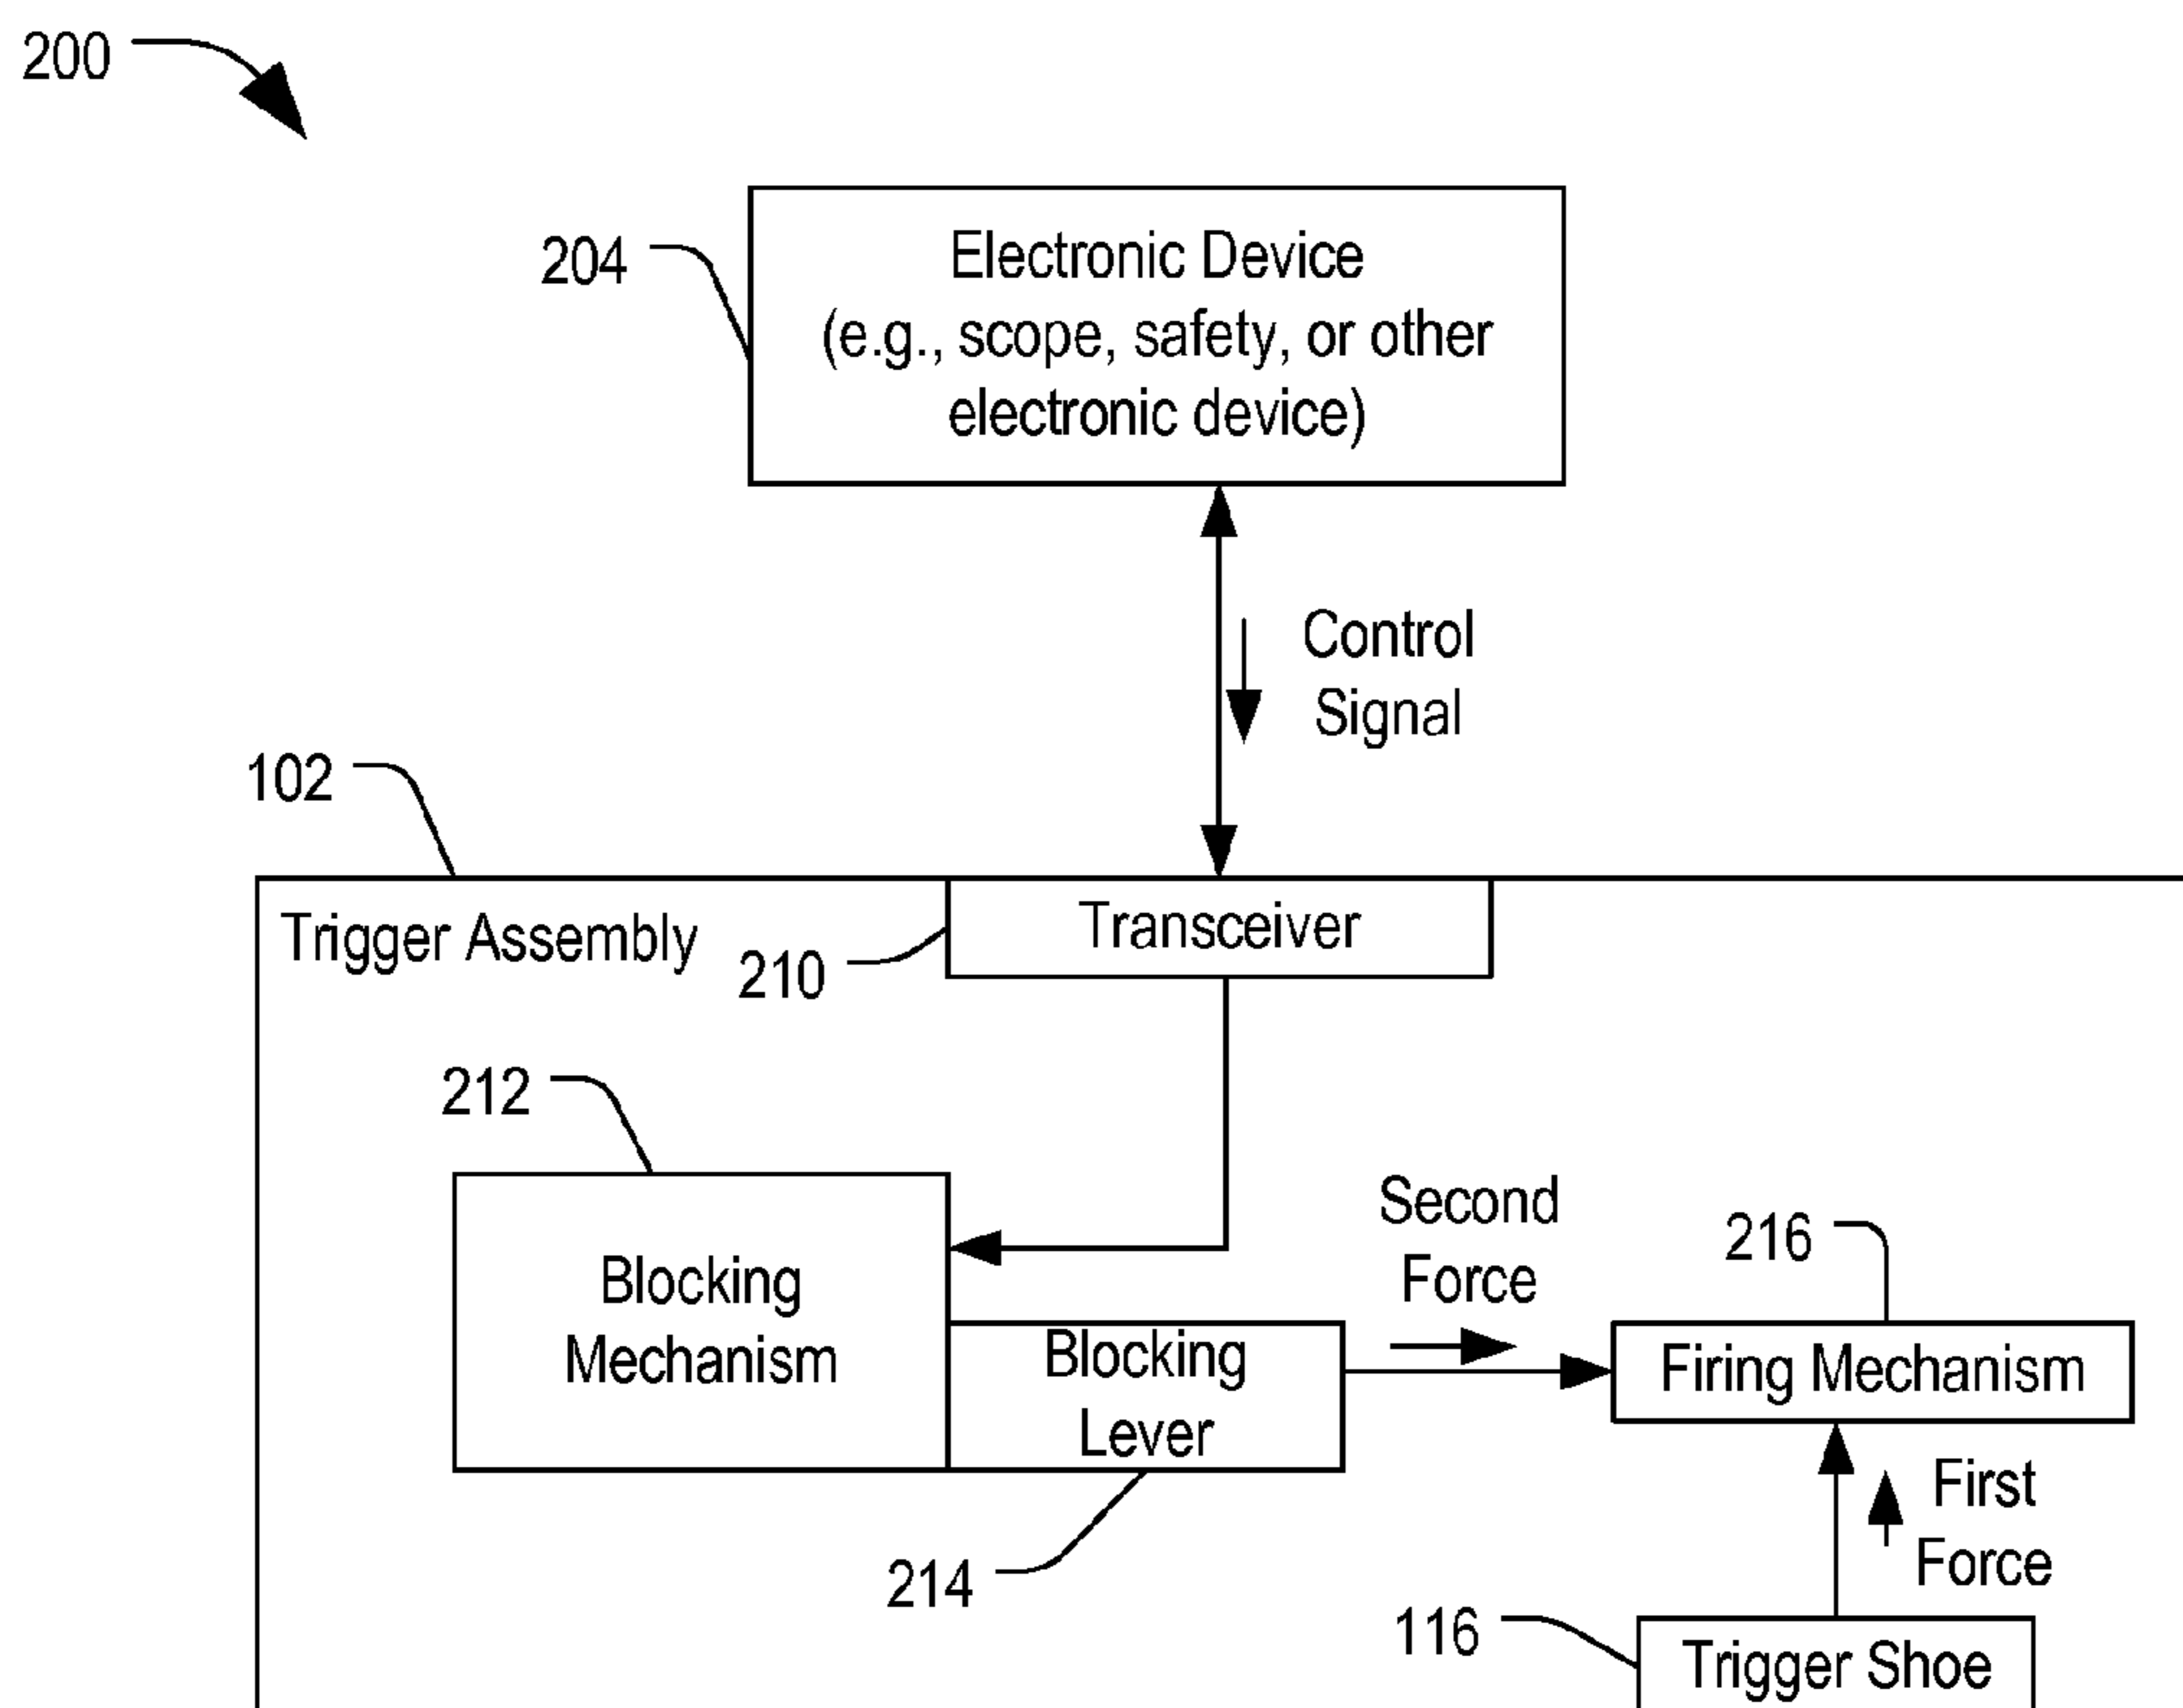 200
204
Electronic Device
(e.g., scope, safety, or other
electronic device)
Control
Signal
102
Trigger Assembly
210
Transceiver
212
Blocking
Mechanism
Blocking
Lever
214
Second
Force
216
Firing Mechanism
First
Force
116
Trigger Shoe